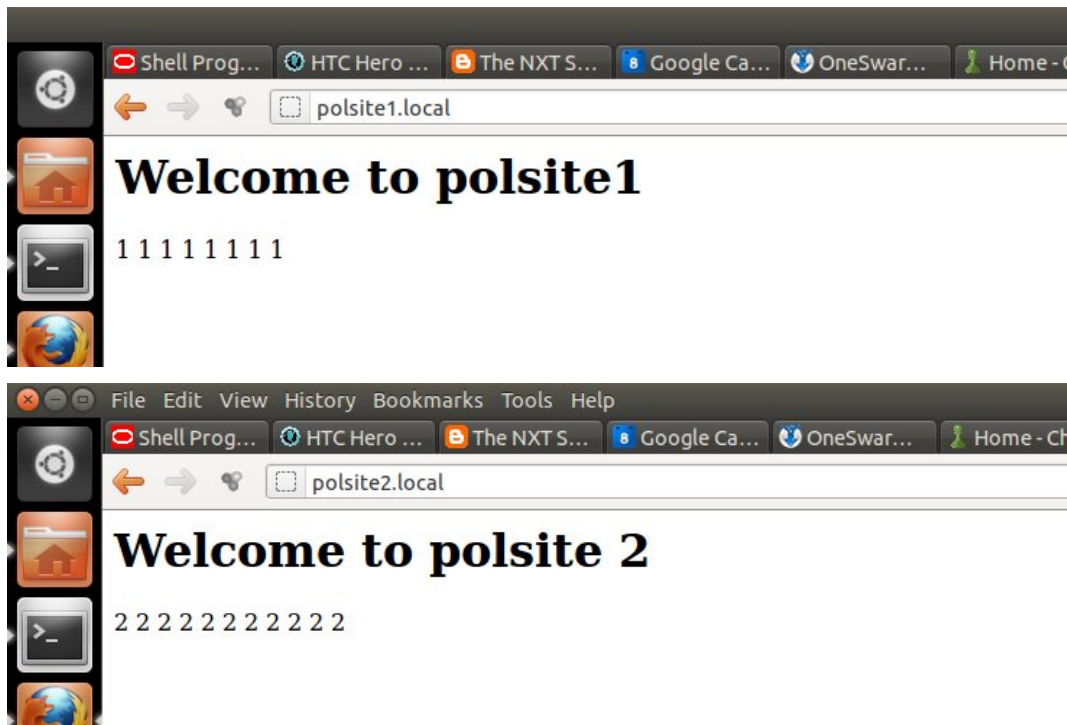 Shell Prog... HTC Hero ... The NXT S... 8 Google Ca... OneSwar... Home - 
polsite1.local
Welcome to polsite1
1 1 1 1 1 1 1 1
File Edit View History Bookmarks Tools Help
Shell Prog... HTC Hero ... The NXT S... 8 Google Ca... OneSwar... Home - Ch
polsite2.local
Welcome to polsite 2
2 2 2 2 2 2 2 2 2 2 2